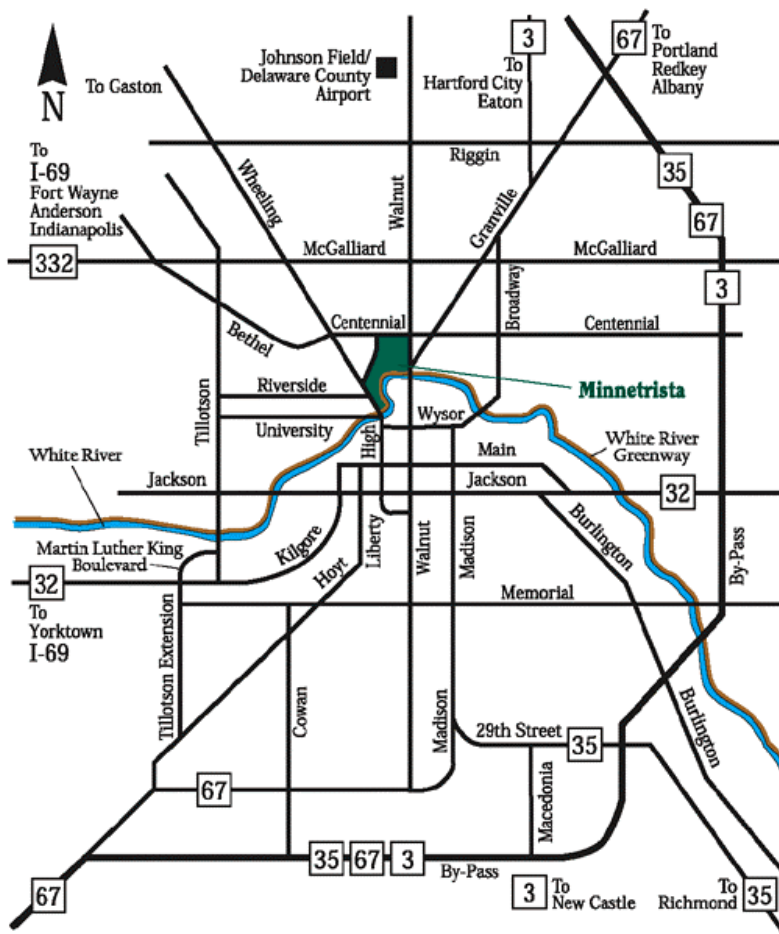 3
67
To
Portland
Redkey
Albany
Johnson Field/
Delaware County
Airport
To
Hartford City
Eaton
To Gaston
N
To
I-69
Fort Wayne
Anderson
Indianapolis
Riggin
35
Wheeling
Walnut
Granville
67
332
McGalliard
McGalliard
3
Broadway
Centennial
Centennial
Bethel
Riverside
Minnetrista
Tillotson
University
High
Wysor
White River
Greenway
White River
Main
Jackson
Jackson
32
Kilgore
Liberty
Walnut
Madison
Burlington
By-Pass
Martin Luther King
Boulevard
Hoyt
32
To
Yorktown
I-69
Memorial
Tillotson Extension
Cowan
Madison
29th Street
35
Burlington
67
Macedonia
35
67
3
By-Pass
67
3
To
New Castle
To
Richmond
35